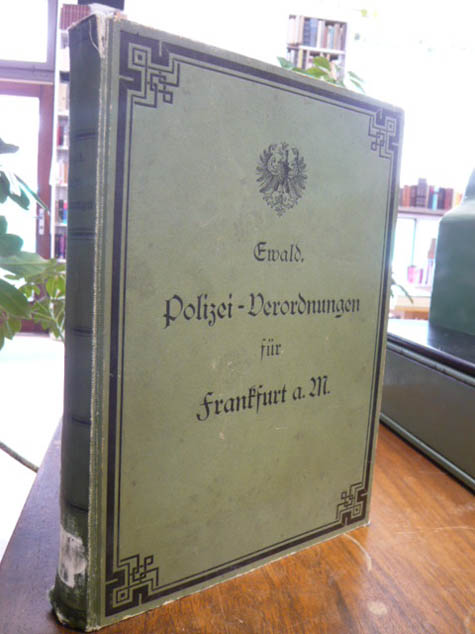 Ewald.
Polizei-Verordnungen
für
Frankfurt a. M.